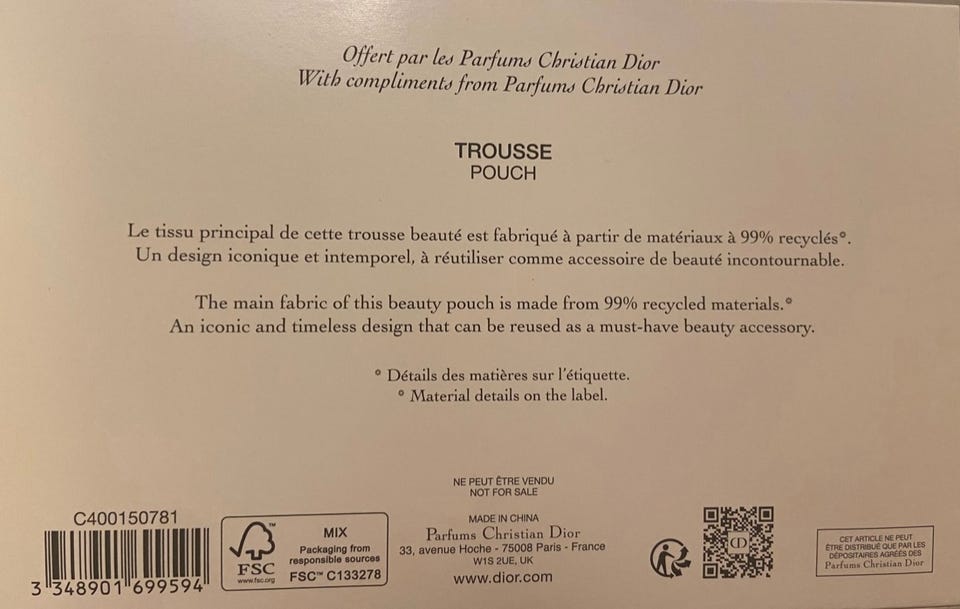 Offert par les Parfums Christian Dior
With compliments from Parfums Christian Dior
TROUSSE
POUCH
Le tissu principal de cette trousse beauté est fabriqué à partir de matériaux à 99% recyclés°.
Un design iconique et intemporel, à réutiliser comme accessoire de beauté incontournable.
The main fabric of this beauty pouch is made from 99% recycled materials.°
An iconic and timeless design that can be reused as a must-have beauty accessory.
° Détails des matières sur l'étiquette.
° Material details on the label.
NE PEUT ÊTRE VENDU
NOT FOR SALE
MADE IN CHINA
Parfums Christian Dior
33, avenue Hoche - 75008 Paris - France
W1S 2UE, UK
www.dior.com
C400150781
3 348901 699594
FSC
www.fsc.org
MIX
Packaging from
responsible sources
FSC™ C133278
CD
CET ARTICLE NE PEUT
ÊTRE DISTRIBUÉ QUE PAR LES
DÉPOSITAIRES AGRÉÉS DES
Parfums Christian Dior